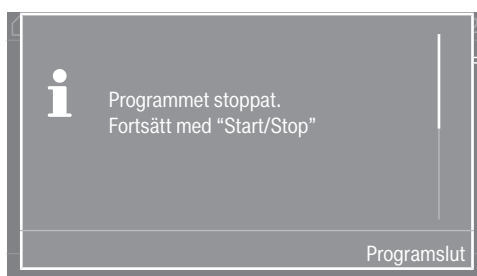 Programmet stoppat.
Fortsätt med “Start/Stop”
Programslut